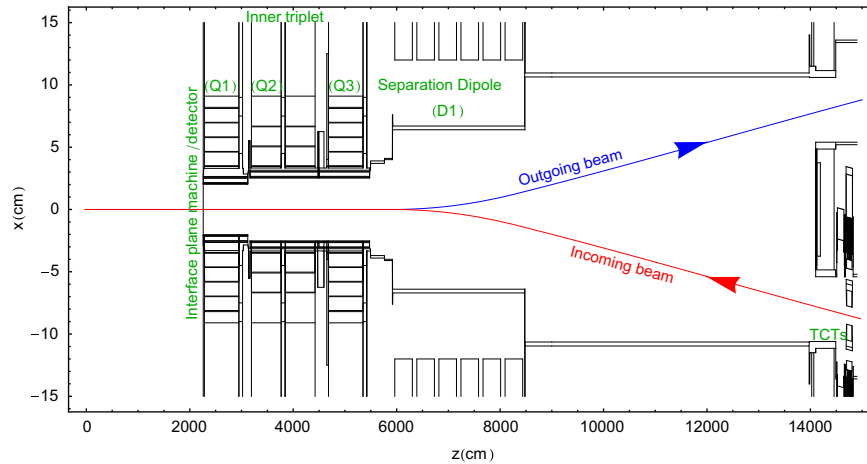 15
Inner triplet
10
(Q1)
(Q2)
(Q3)
Separation Dipole
(D1)
5
Interface plane machine /detector
Outgoing beam
x(cm)
0
Incoming beam
−5
−10
TCTs
−15
0
2000
4000
6000
8000
10000
12000
14000
z(cm)